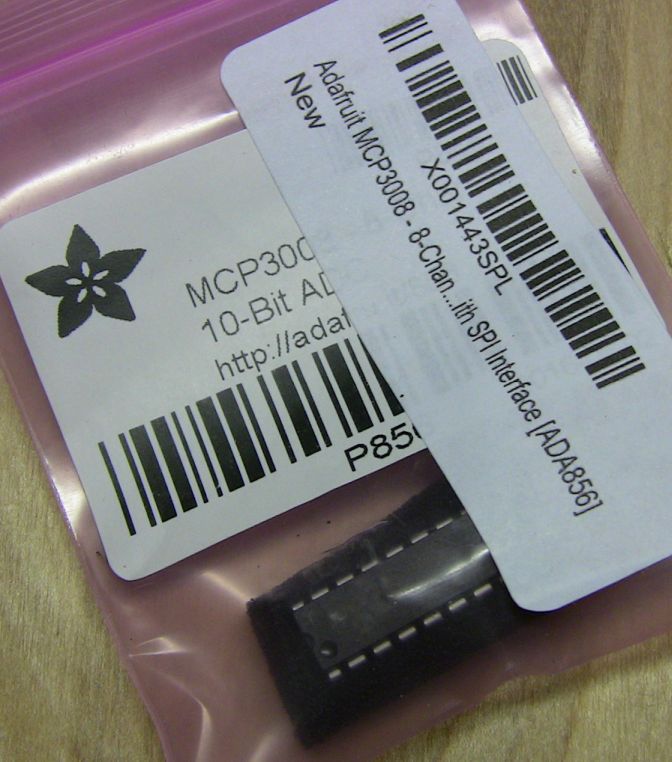 Adafruit MCP3008 - 8-Chan...ith SPI Interface [ADA856]
New
X001443SPL
MCP300
10-Bit AD
http://adaf
P856